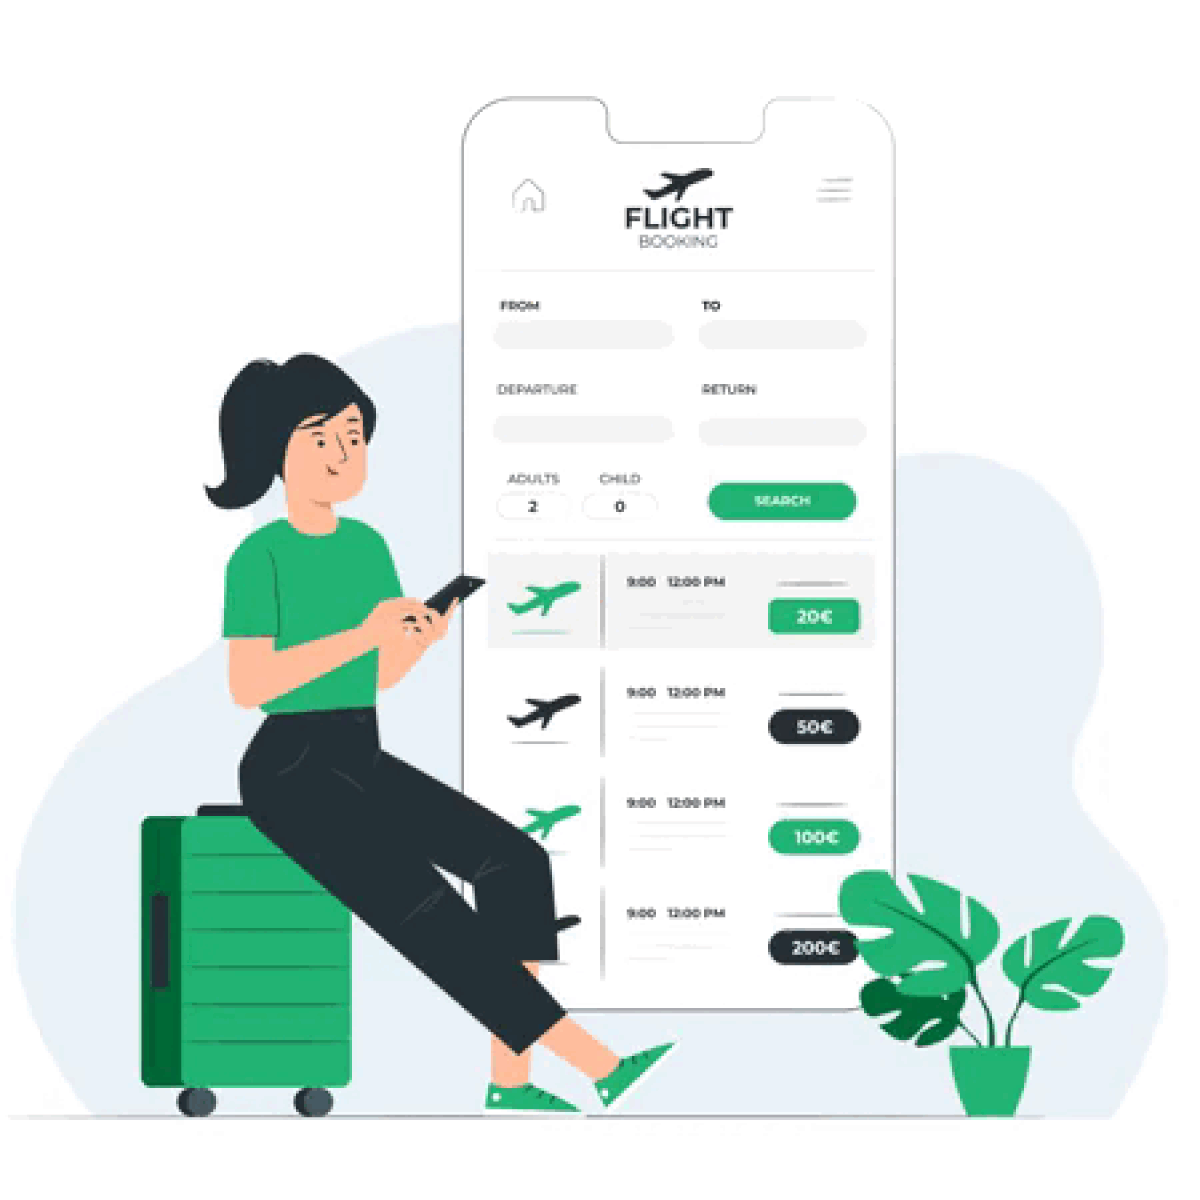 FLIGHT
BOOKING
FROM TO
DEPARTURE RETURN
ADULTS CHILD
2 0 SEARCH
9:00 12:00 PM
20€
9:00 12:00 PM
50€
9:00 12:00 PM
100€
9:00 12:00 PM
200€